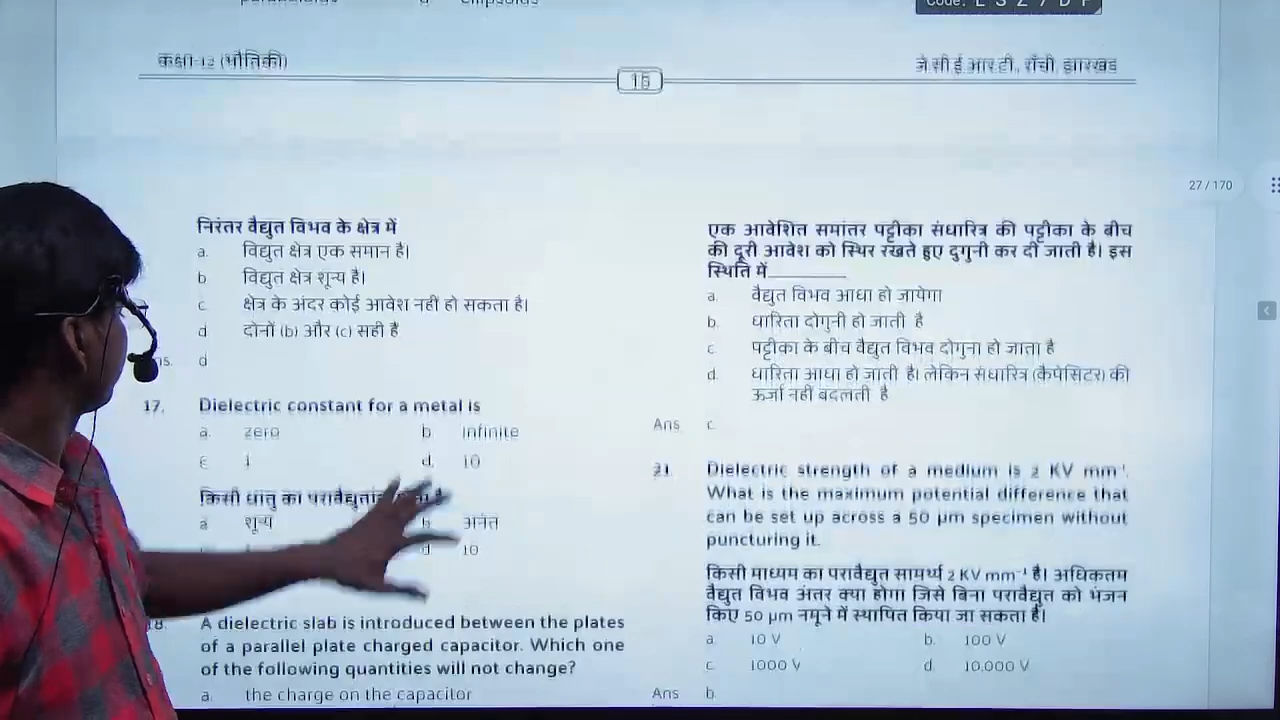 ellipsoids
Code: E S Z 7 D F
कक्षा-12 (भौतिकी)
16
जे.सी.ई.आर.टी., राँची, झारखंड
27 / 170
निरंतर वैद्युत विभव के क्षेत्र में
a. विद्युत क्षेत्र एक समान है।
b विद्युत क्षेत्र शून्य है।
c. क्षेत्र के अंदर कोई आवेश नहीं हो सकता है।
d दोनों (b) और (c) सही हैं
d
17. Dielectric constant for a metal is
a. zero b infinite
c 1 d. 10
किसी धातु का
a शून्य b. अनंत
d 10
18. A dielectric slab is introduced between the plates
of a parallel plate charged capacitor. Which one
of the following quantities will not change?
a. the charge on the capacitor
एक आवेशित समांतर पट्टीका संधारित्र की पट्टीका के बीच
की दूरी आवेश को स्थिर रखते हुए दुगुनी कर दी जाती है। इस
स्थिति में__________
a. वैद्युत विभव आधा हो जायेगा
b. धारिता दोगुनी हो जाती है
c. पट्टीका के बीच वैद्युत विभव दोगुना हो जाता है
d. धारिता आधा हो जाती है। लेकिन संधारित्र (कैपेसिटर) की
ऊर्जा नहीं बदलती है
Ans c.
21. Dielectric strength of a medium is 2 KV mm⁻¹.
What is the maximum potential difference that
can be set up across a 50 µm specimen without
puncturing it.
किसी माध्यम का परावैद्युत सामर्थ्य 2 KV mm⁻¹ है। अधिकतम
वैद्युत विभव अंतर क्या होगा जिसे बिना परावैद्युत को भंजन
किए 50 µm नमूने में स्थापित किया जा सकता है।
a. 10 V b. 100 V
c. 1000 V d. 10,000 V
Ans b.